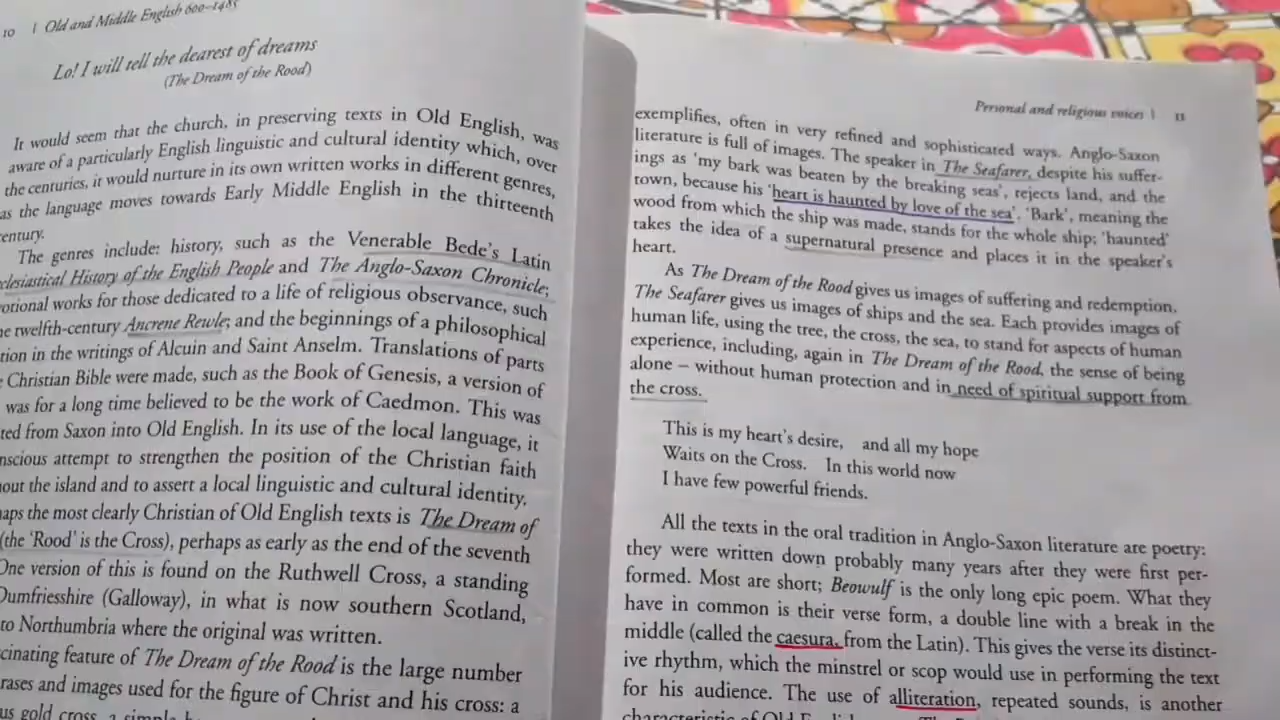 10 | Old and Middle English 600–1485
Lo! I will tell the dearest of dreams
(The Dream of the Rood)
It would seem that the church, in preserving texts in Old English, was
aware of a particularly English linguistic and cultural identity which, over
the centuries, it would nurture in its own written works in different genres,
as the language moves towards Early Middle English in the thirteenth
entury.
The genres include: history, such as the Venerable Bede's Latin
clesiastical History of the English People and The Anglo-Saxon Chronicle;
otional works for those dedicated to a life of religious observance, such
e twelfth-century Ancrene Rewle; and the beginnings of a philosophical
tion in the writings of Alcuin and Saint Anselm. Translations of parts
e Christian Bible were made, such as the Book of Genesis, a version of
was for a long time believed to be the work of Caedmon. This was
ted from Saxon into Old English. In its use of the local language, it
nscious attempt to strengthen the position of the Christian faith
out the island and to assert a local linguistic and cultural identity.
aps the most clearly Christian of Old English texts is The Dream of
(the 'Rood' is the Cross), perhaps as early as the end of the seventh
One version of this is found on the Ruthwell Cross, a standing
Dumfriesshire (Galloway), in what is now southern Scotland,
to Northumbria where the original was written.
cinating feature of The Dream of the Rood is the large number
rases and images used for the figure of Christ and his cross: a
us gold cross, a simple
Personal and religious voices | 11
exemplifies, often in very refined and sophisticated ways. Anglo-Saxon
literature is full of images. The speaker in The Seafarer, despite his suffer-
ings as 'my bark was beaten by the breaking seas', rejects land, and the
town, because his 'heart is haunted by love of the sea'. 'Bark', meaning the
wood from which the ship was made, stands for the whole ship; 'haunted'
takes the idea of a supernatural presence and places it in the speaker's
heart.
As The Dream of the Rood gives us images of suffering and redemption,
The Seafarer gives us images of ships and the sea. Each provides images of
human life, using the tree, the cross, the sea, to stand for aspects of human
experience, including, again in The Dream of the Rood, the sense of being
alone – without human protection and in need of spiritual support from
the cross.
This is my heart's desire, and all my hope
Waits on the Cross. In this world now
I have few powerful friends.
All the texts in the oral tradition in Anglo-Saxon literature are poetry:
they were written down probably many years after they were first per-
formed. Most are short; Beowulf is the only long epic poem. What they
have in common is their verse form, a double line with a break in the
middle (called the caesura, from the Latin). This gives the verse its distinct-
ive rhythm, which the minstrel or scop would use in performing the text
for his audience. The use of alliteration, repeated sounds, is another
characteristic of Old